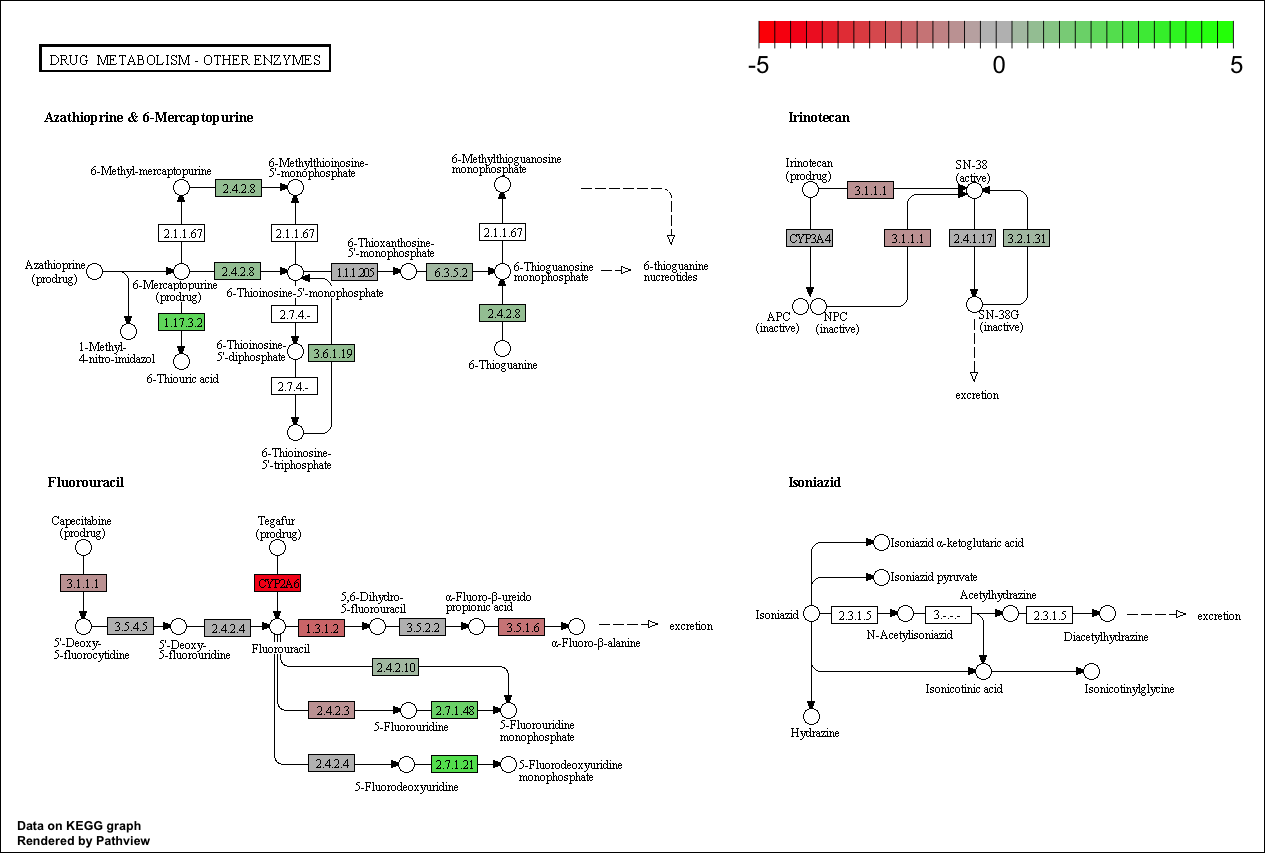 DRUG METABOLISM - OTHER ENZYMES
-5
0
5
Azathioprine & 6-Mercaptopurine
6-Methyl-mercaptopurine
2.4.2.8
6-Methylthioinosine-
5'-monophosphate
6-Methylthioguanosine
monophosphate
2.1.1.67
2.1.1.67
2.1.1.67
Azathioprine
(prodrug)
2.4.2.8
6-Thioxanthosine-
5'-monophosphate
1.1.1.205
6.3.5.2
6-Thioguanosine
monophosphate
6-thioguanine
nucreotides
6-Mercaptopurine
(prodrug)
6-Thioinosine-5'-monophosphate
1.17.3.2
2.7.4.-
2.4.2.8
1-Methyl-
4-nitro-imidazol
6-Thioinosine-
5'-diphosphate
3.6.1.19
6-Thioguanine
6-Thiouric acid
2.7.4.-
6-Thioinosine-
5'-triphosphate
Irinotecan
Irinotecan
(prodrug)
3.1.1.1
SN-38
(active)
CYP3A4
3.1.1.1
2.4.1.17
3.2.1.31
APC
(inactive)
NPC
(inactive)
SN-38G
(inactive)
excretion
Fluorouracil
Capecitabine
(prodrug)
Tegafur
(prodrug)
3.1.1.1
CYP2A6
5'-Deoxy-
5-fluorocytidine
3.5.4.5
5'-Deoxy-
5-fluorouridine
2.4.2.4
Fluorouracil
1.3.1.2
5,6-Dihydro-
5-fluorouracil
3.5.2.2
α-Fluoro-β-ureido
propionic acid
3.5.1.6
α-Fluoro-β-alanine
excretion
2.4.2.10
2.4.2.3
5-Fluorouridine
2.7.1.48
5-Fluorouridine
monophosphate
2.4.2.4
5-Fluorodeoxyuridine
2.7.1.21
5-Fluorodeoxyuridine
monophosphate
Isoniazid
Isoniazid α-ketoglutaric acid
Isoniazid pyruvate
Isoniazid
2.3.1.5
N-Acetylisoniazid
3.-.-.-
Acetylhydrazine
2.3.1.5
Diacetylhydrazine
excretion
Isonicotinic acid
Isonicotinylglycine
Hydrazine
Data on KEGG graph
Rendered by Pathview